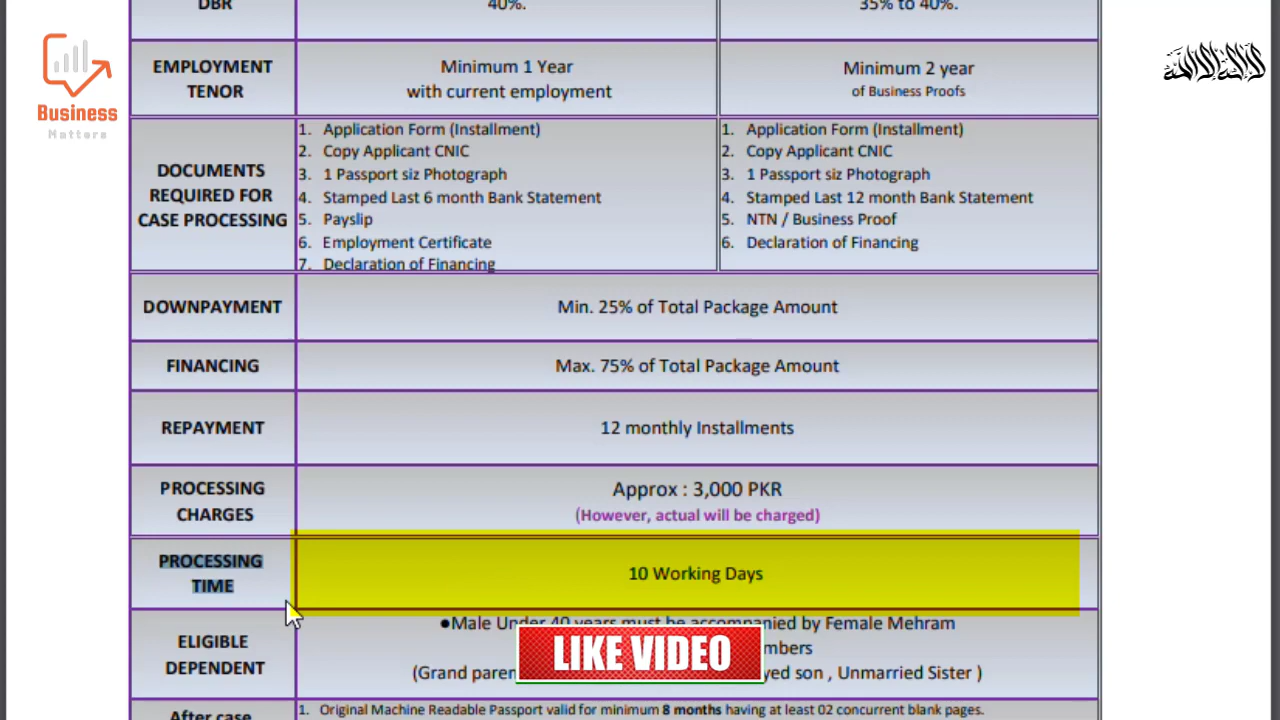 DBR
40%.
35% to 40%.
Business
Matters
EMPLOYMENT
TENOR
Minimum 1 Year
with current employment
Minimum 2 year
of Business Proofs
DOCUMENTS
REQUIRED FOR
CASE PROCESSING
1. Application Form (Installment)
2. Copy Applicant CNIC
3. 1 Passport siz Photograph
4. Stamped Last 6 month Bank Statement
5. Payslip
6. Employment Certificate
7. Declaration of Financing
1. Application Form (Installment)
2. Copy Applicant CNIC
3. 1 Passport siz Photograph
4. Stamped Last 12 month Bank Statement
5. NTN / Business Proof
6. Declaration of Financing
DOWNPAYMENT
Min. 25% of Total Package Amount
FINANCING
Max. 75% of Total Package Amount
REPAYMENT
12 monthly Installments
PROCESSING
CHARGES
Approx : 3,000 PKR
(However, actual will be charged)
PROCESSING
TIME
10 Working Days
ELIGIBLE
DEPENDENT
●Male Under 40 years must be accompanied by Female Mehram
(Grand
son , Unmarried Sister )
LIKE VIDEO
After case
1. Original Machine Readable Passport valid for minimum 8 months having at least 02 concurrent blank pages.